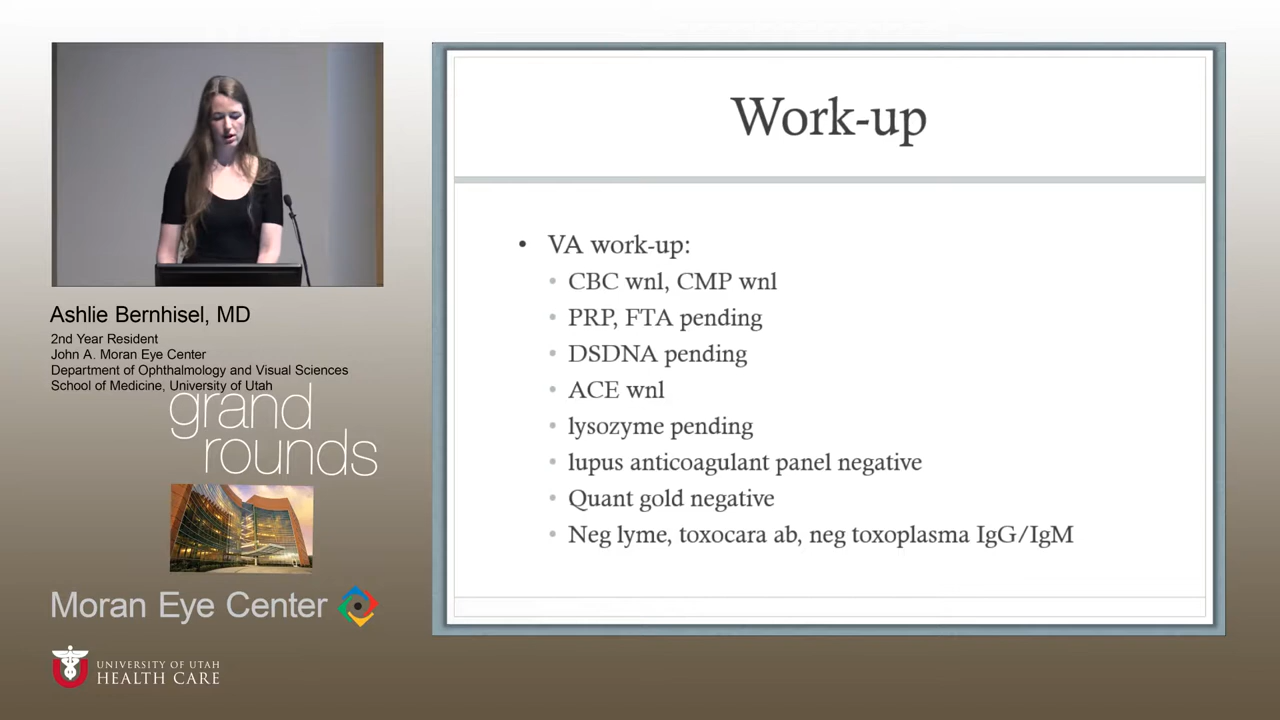 Ashlie Bernhisel, MD
2nd Year Resident
John A. Moran Eye Center
Department of Ophthalmology and Visual Sciences
School of Medicine, University of Utah
grand
rounds
Moran Eye Center
UNIVERSITY OF UTAH
HEALTH CARE
Work-up
• VA work-up:
• CBC wnl, CMP wnl
• PRP, FTA pending
• DSDNA pending
• ACE wnl
• lysozyme pending
• lupus anticoagulant panel negative
• Quant gold negative
• Neg lyme, toxocara ab, neg toxoplasma IgG/IgM